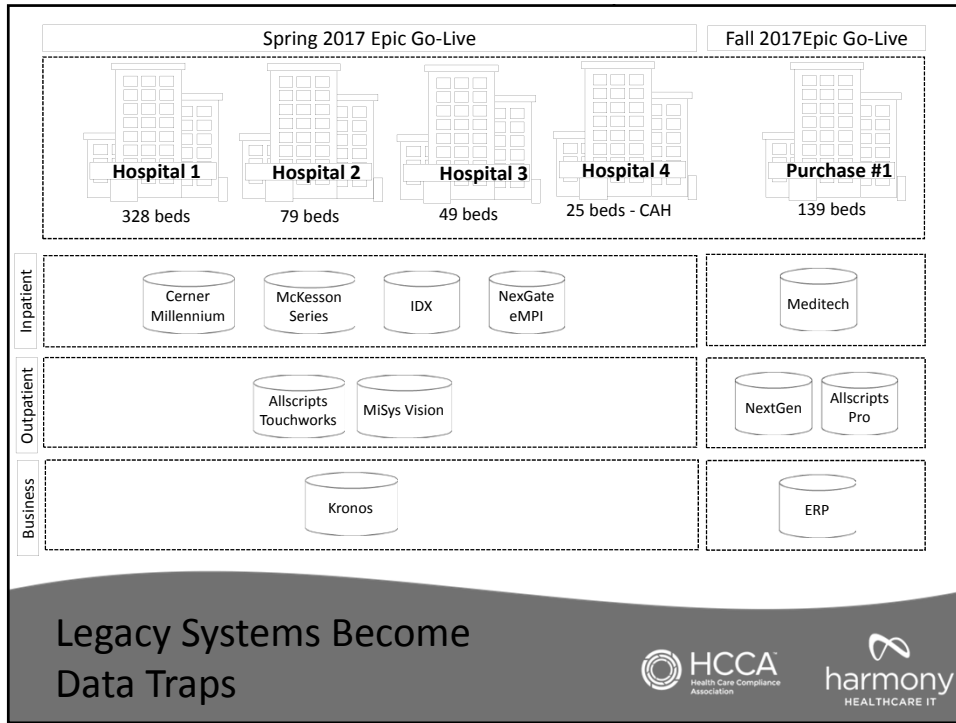 Spring 2017 Epic Go-Live
Fall 2017Epic Go-Live
Hospital 1
Hospital 2
Hospital 3
Hospital 4
Purchase #1
328 beds
79 beds
49 beds
25 beds - CAH
139 beds
Inpatient
Cerner
Millennium
McKesson
Series
IDX
NexGate
eMPI
Meditech
Outpatient
Allscripts
Touchworks
MiSys Vision
NextGen
Allscripts
Pro
Business
Kronos
ERP
Legacy Systems Become
Data Traps
HCCA™
Health Care Compliance
Association
harmony
HEALTHCARE IT